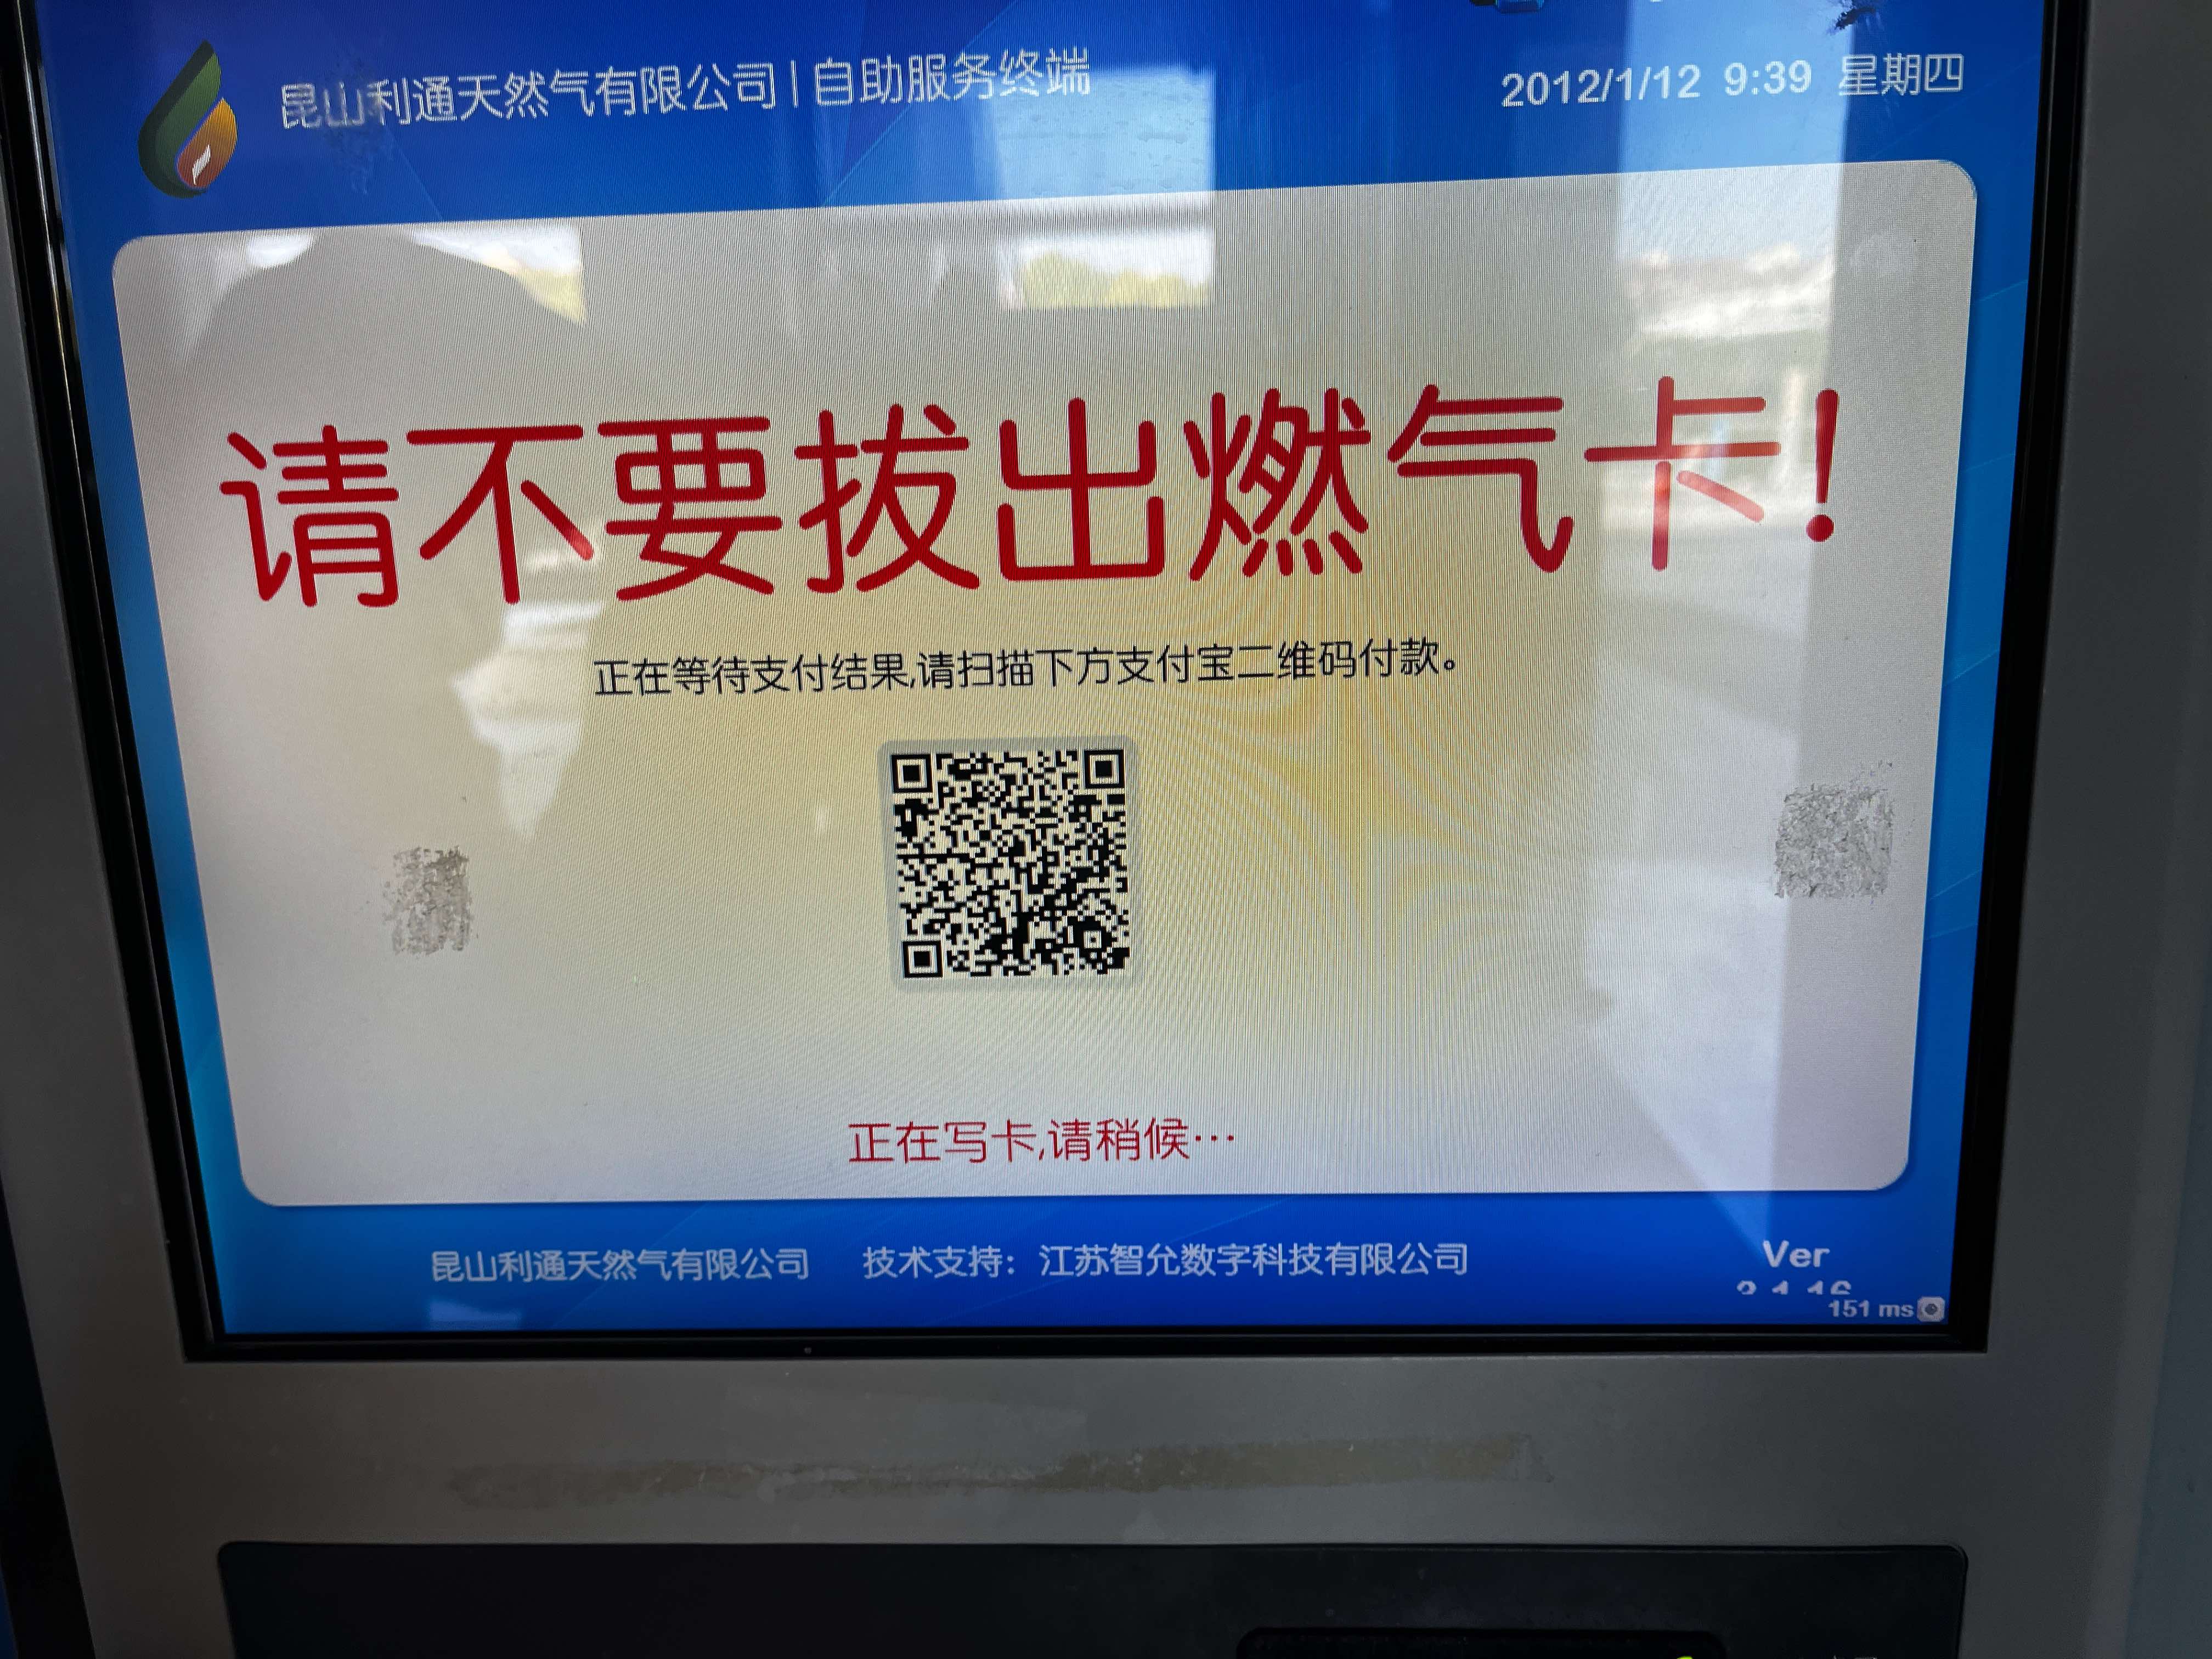 昆山利通天然气有限公司 | 自助服务终端
2012/1/12 9:39 星期四
请不要拔出燃气卡!
正在等待支付结果,请扫描下方支付宝二维码付款。
正在写卡,请稍候…
昆山利通天然气有限公司 技术支持：江苏智允数字科技有限公司
Ver
151 ms